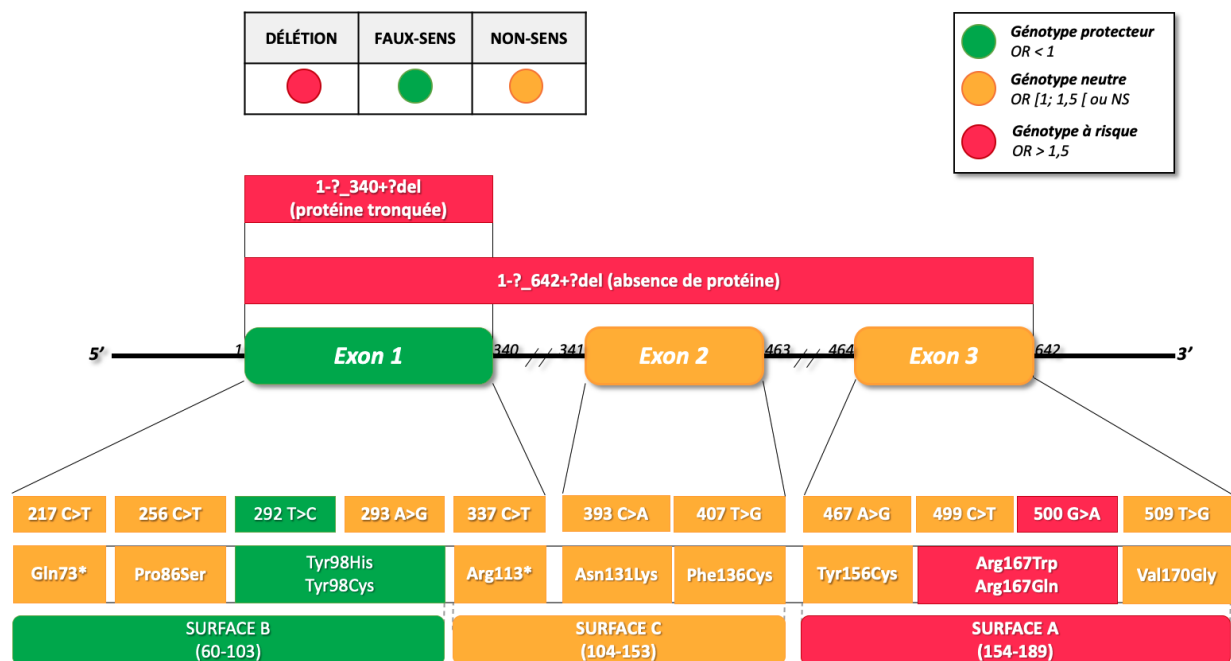 DÉLÉTION FAUX-SENS NON-SENS
Génotype protecteur
OR < 1
Génotype neutre
OR [1; 1,5 [ ou NS
Génotype à risque
OR > 1,5
1-?_340+?del
(protéine tronquée)
1-?_642+?del (absence de protéine)
5’ 1 Exon 1 340 341 Exon 2 463 464 Exon 3 642 3’
217 C>T 256 C>T 292 T>C 293 A>G 337 C>T 393 C>A 407 T>G 467 A>G 499 C>T 500 G>A 509 T>G
Gln73* Pro86Ser Tyr98His
Tyr98Cys Arg113* Asn131Lys Phe136Cys Tyr156Cys Arg167Trp
Arg167Gln Val170Gly
SURFACE B
(60-103)
SURFACE C
(104-153)
SURFACE A
(154-189)